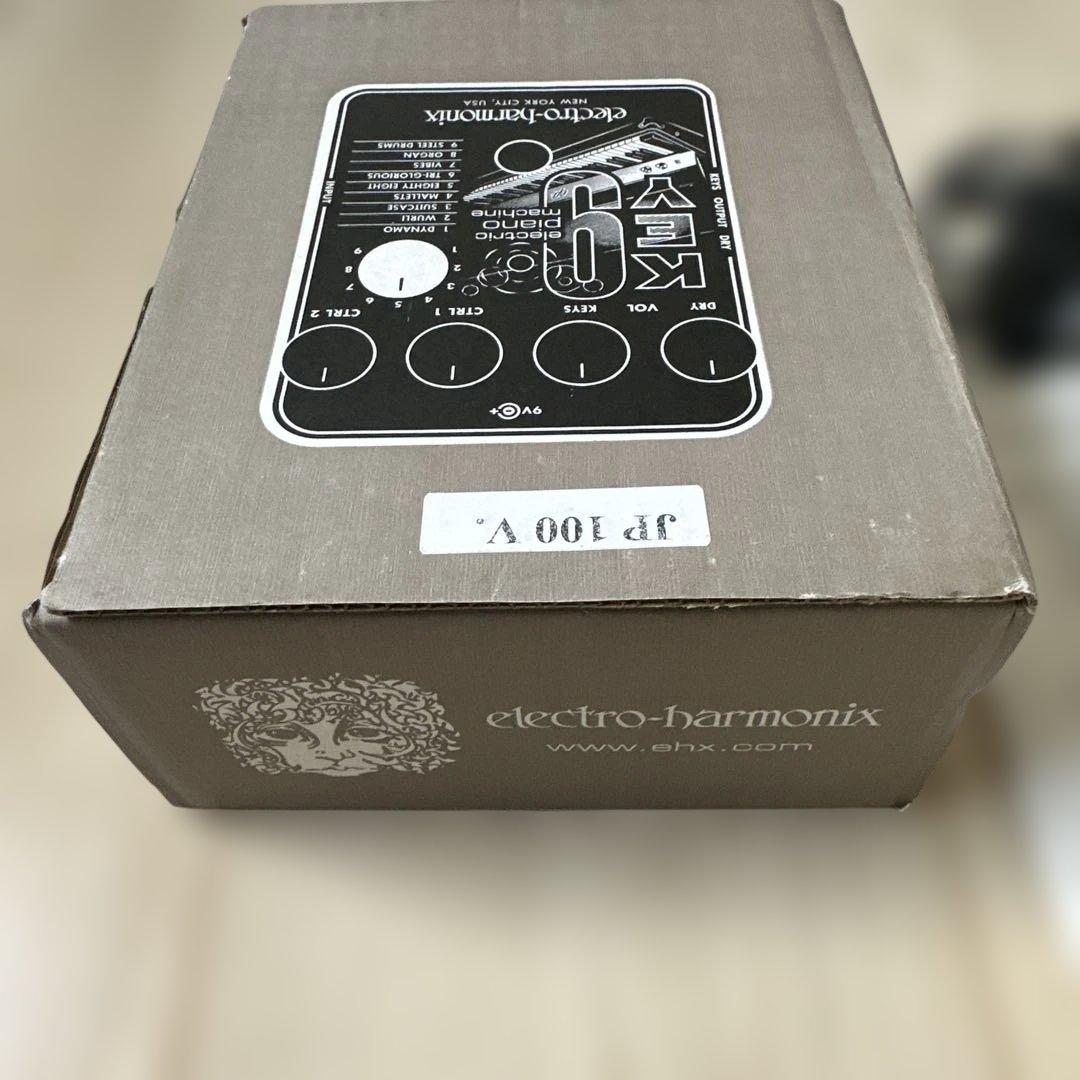 9V
DRY
VOL
KEYS
CTRL 1
CTRL 2
KEY 9
electric
piano
machine
1
2
3
4
5
6
7
8
9
1 DYNAMO
2 WURLI
3 SUITCASE
4 MALLETS
5 EIGHTY EIGHT
6 TRI-GLORIOUS
7 VIBES
8 ORGAN
9 STEEL DRUMS
KEYS OUTPUT DRY
INPUT
electro-harmonix
NEW YORK CITY, USA
JP 100 V.
electro-harmonix
www.ehx.com